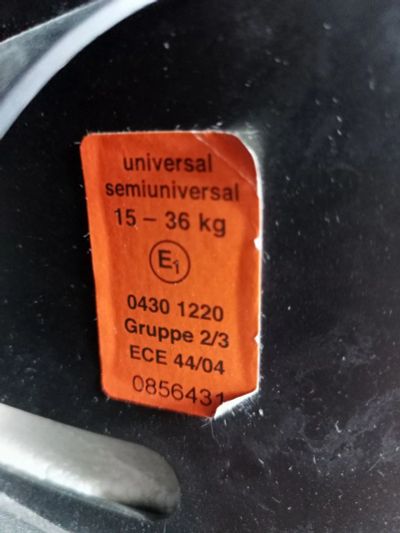 universal
semiuniversal
15 – 36 kg
E1
0430 1220
Gruppe 2/3
ECE 44/04
0856431